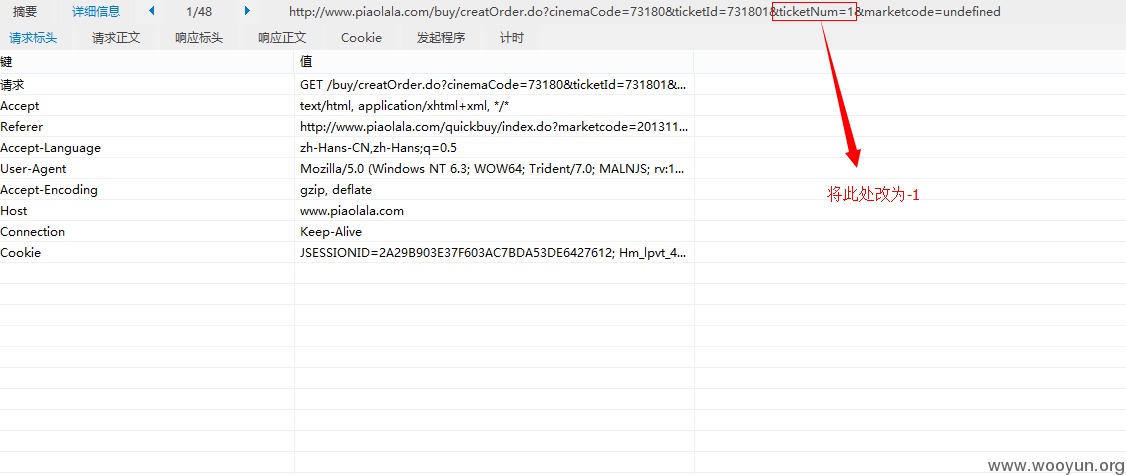 摘要 详细信息 1/48 http://www.piaolala.com/buy/creatOrder.do?cinemaCode=73180&ticketId=731801&ticketNum=1&marketcode=undefined
请求标头 请求正文 响应标头 响应正文 Cookie 发起程序 计时
键 值
请求 GET /buy/creatOrder.do?cinemaCode=73180&ticketId=731801&...
Accept text/html, application/xhtml+xml, */*
Referer http://www.piaolala.com/quickbuy/index.do?marketcode=201311...
Accept-Language zh-Hans-CN,zh-Hans;q=0.5
User-Agent Mozilla/5.0 (Windows NT 6.3; WOW64; Trident/7.0; MALNJS; rv:1...
Accept-Encoding gzip, deflate
将此处改为-1
Host www.piaolala.com
Connection Keep-Alive
Cookie JSESSIONID=2A29B903E37F603AC7BDA53DE6427612; Hm_lpvt_4...
www.wooyun.org